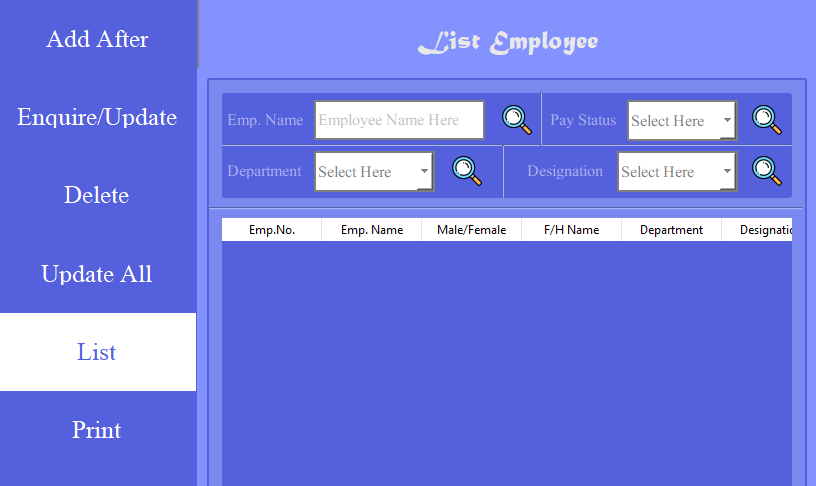 Add After
Enquire/Update
Delete
Update All
List
Print
List Employee
Emp. Name
Employee Name Here
Pay Status
Select Here
Department
Select Here
Designation
Select Here
Emp.No.
Emp. Name
Male/Female
F/H Name
Department
Designatio